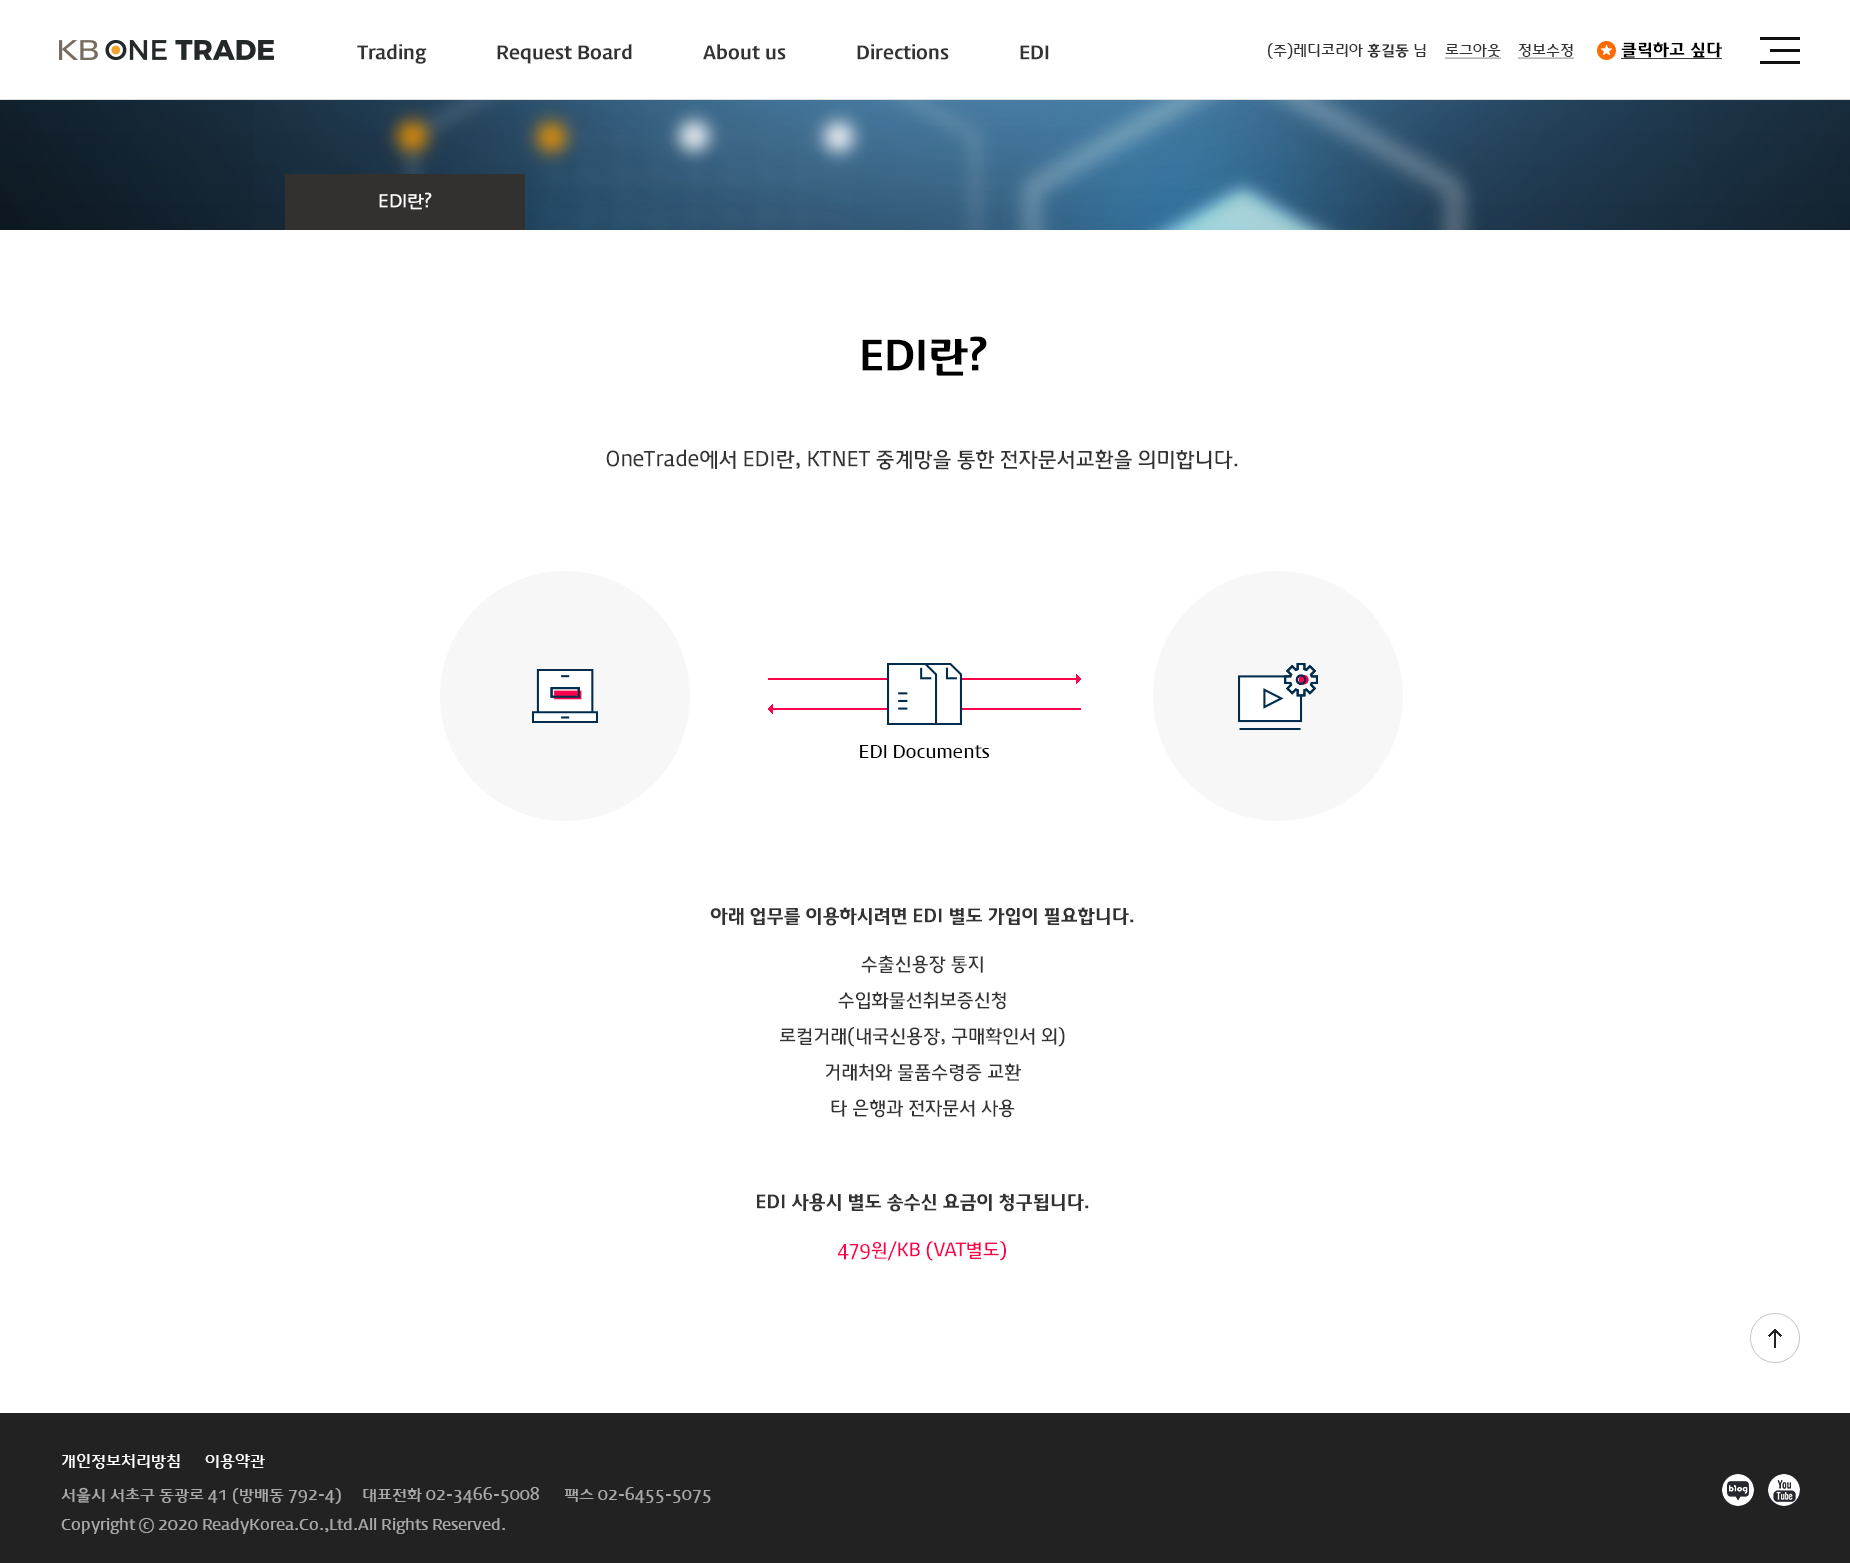 KB ONE TRADE
Trading Request Board About us Directions EDI
(주)레디코리아 홍길동 님 로그아웃 정보수정 클릭하고 싶다
EDI란?
EDI란?
OneTrade에서 EDI란, KTNET 중계망을 통한 전자문서교환을 의미합니다.
EDI Documents
아래 업무를 이용하시려면 EDI 별도 가입이 필요합니다.
수출신용장 통지
수입화물선취보증신청
로컬거래(내국신용장, 구매확인서 외)
거래처와 물품수령증 교환
타 은행과 전자문서 사용
EDI 사용시 별도 송수신 요금이 청구됩니다.
479원/KB (VAT별도)
개인정보처리방침 이용약관
서울시 서초구 동광로 41 (방배동 792-4) 대표전화 02-3466-5008 팩스 02-6455-5075
Copyright ⓒ 2020 ReadyKorea.Co.,Ltd.All Rights Reserved.
blog
You
Tube